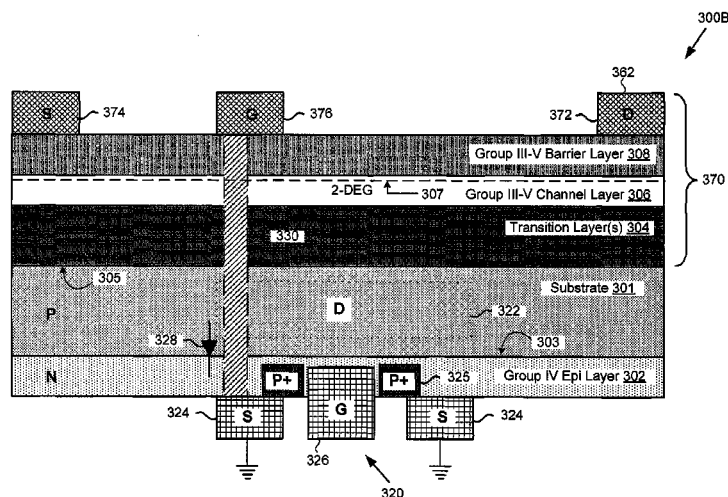 300B
362
S
374
G
376
372
D
Group III-V Barrier Layer 308
370
2-DEG
307
Group III-V Channel Layer 306
330
Transition Layer(s) 304
305
Substrate 301
P
D
322
328
303
N
P+
P+
325
Group IV Epi Layer 302
324
S
G
S
324
326
320